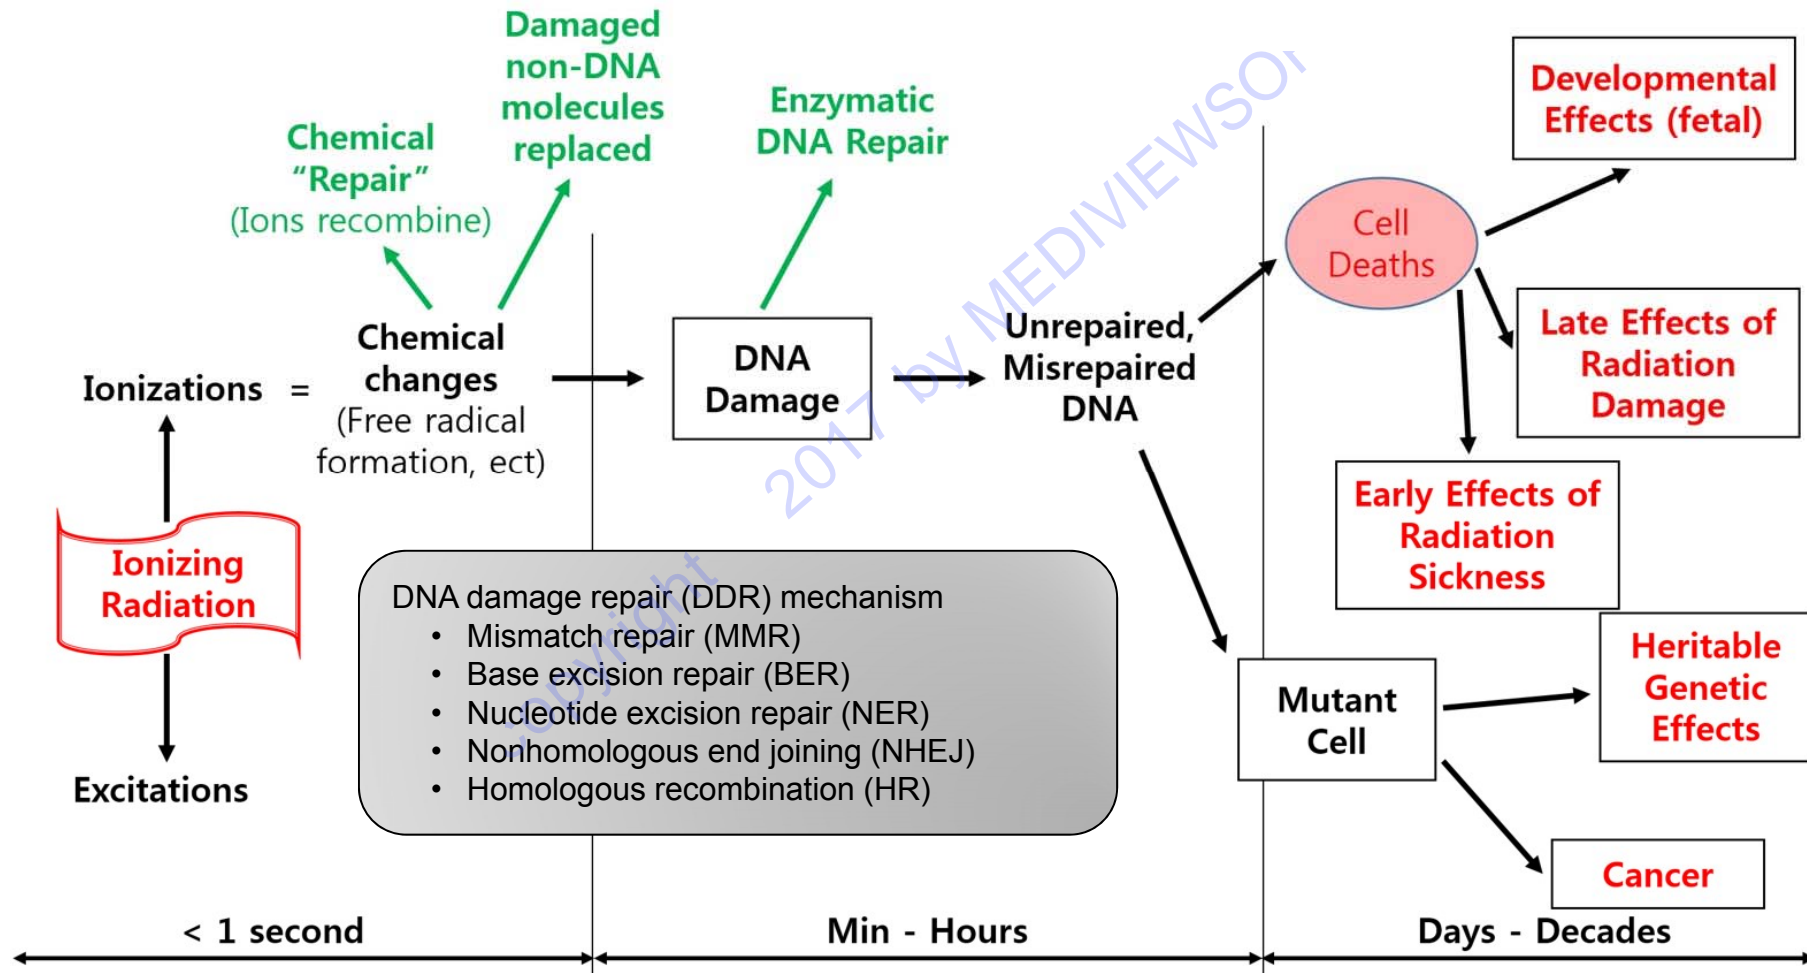 Damaged
non-DNA
molecules
replaced
Chemical
“Repair”
(Ions recombine)
Enzymatic
DNA Repair
Developmental
Effects (fetal)
Cell
Deaths
Ionizations =
Chemical
changes
(Free radical
formation, ect)
DNA
Damage
Unrepaired,
Misrepaired
DNA
Late Effects of
Radiation
Damage
Early Effects of
Radiation
Sickness
Ionizing
Radiation
Excitations
DNA damage repair (DDR) mechanism
• Mismatch repair (MMR)
• Base excision repair (BER)
• Nucleotide excision repair (NER)
• Nonhomologous end joining (NHEJ)
• Homologous recombination (HR)
Mutant
Cell
Heritable
Genetic
Effects
Cancer
< 1 second
Min - Hours
Days - Decades
copyright 2017 by MEDIVIEWSO